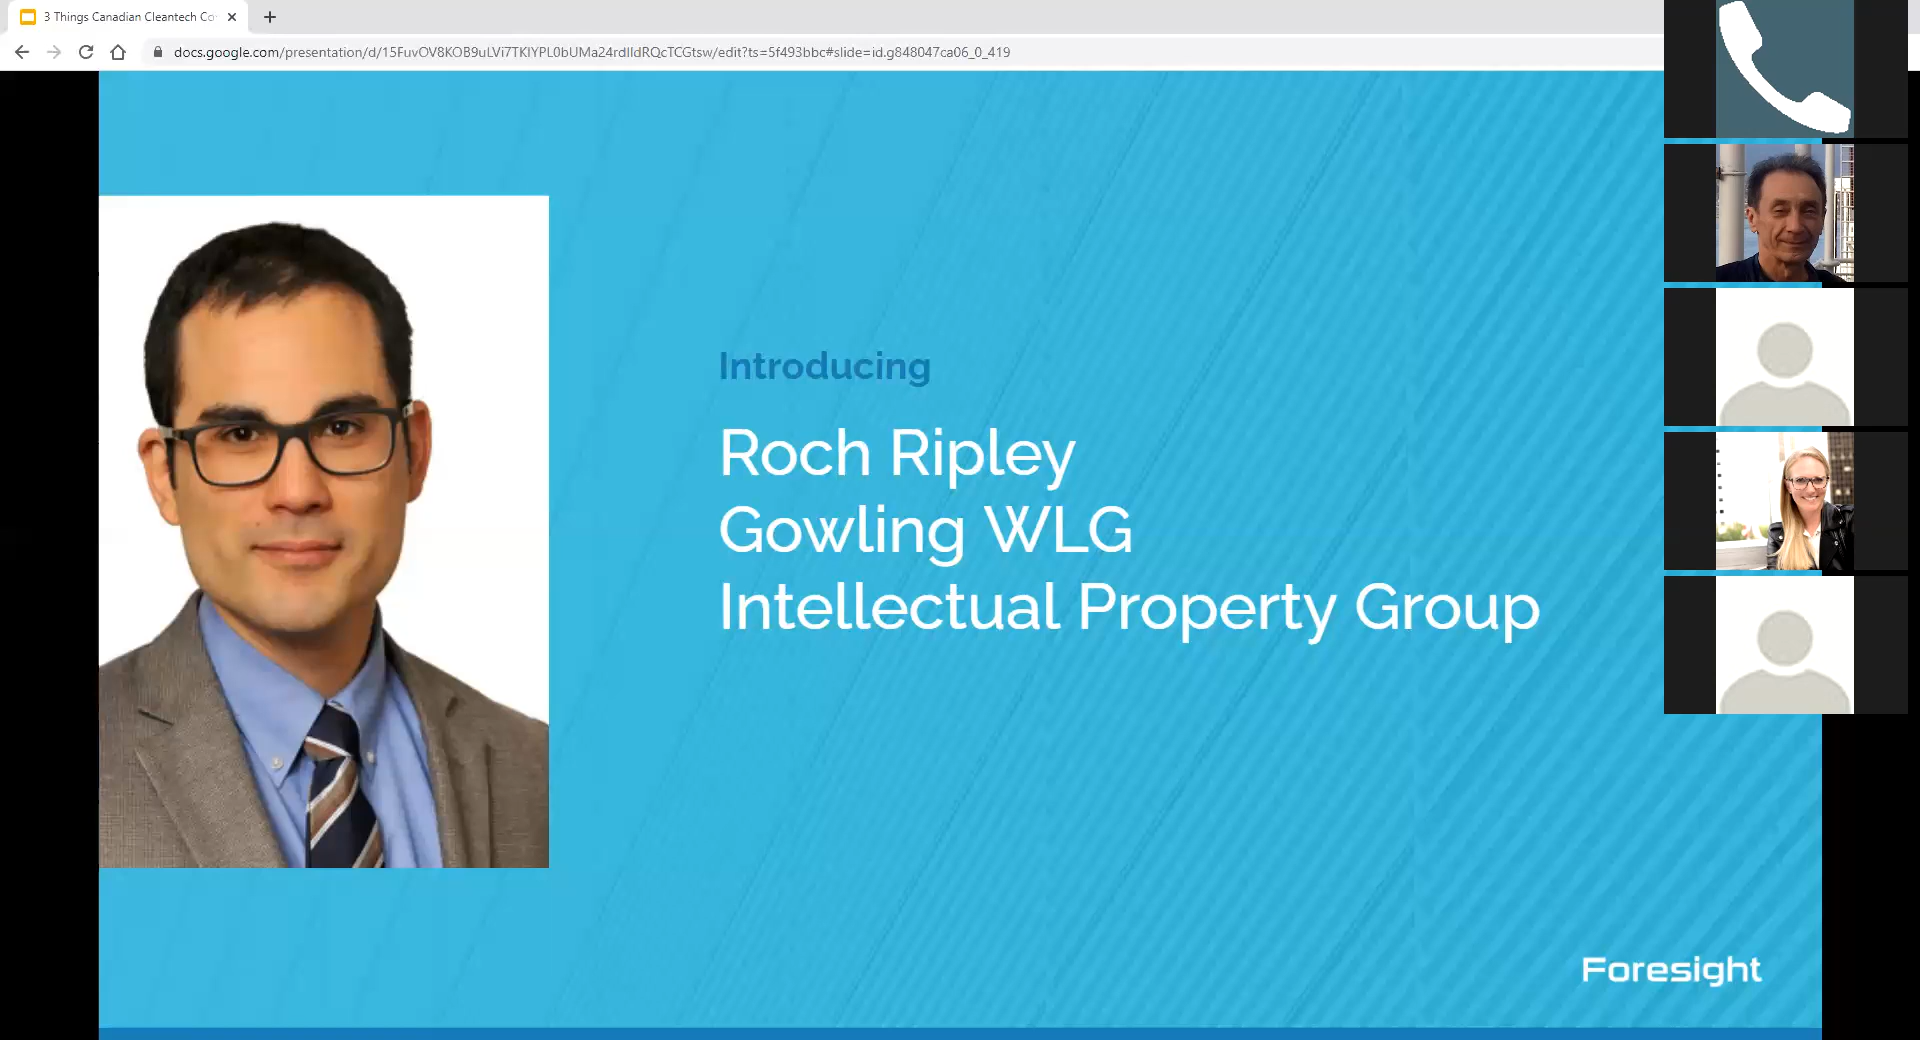 3 Things Canadian Cleantech Co
docs.google.com/presentation/d/15FuvOV8KOB9uLVi7TKIYPL0bUMa24rdIldRQcTCGtsw/edit?ts=5f493bbc#slide=id.g848047ca06_0_419
Introducing
Roch Ripley
Gowling WLG
Intellectual Property Group
Foresight